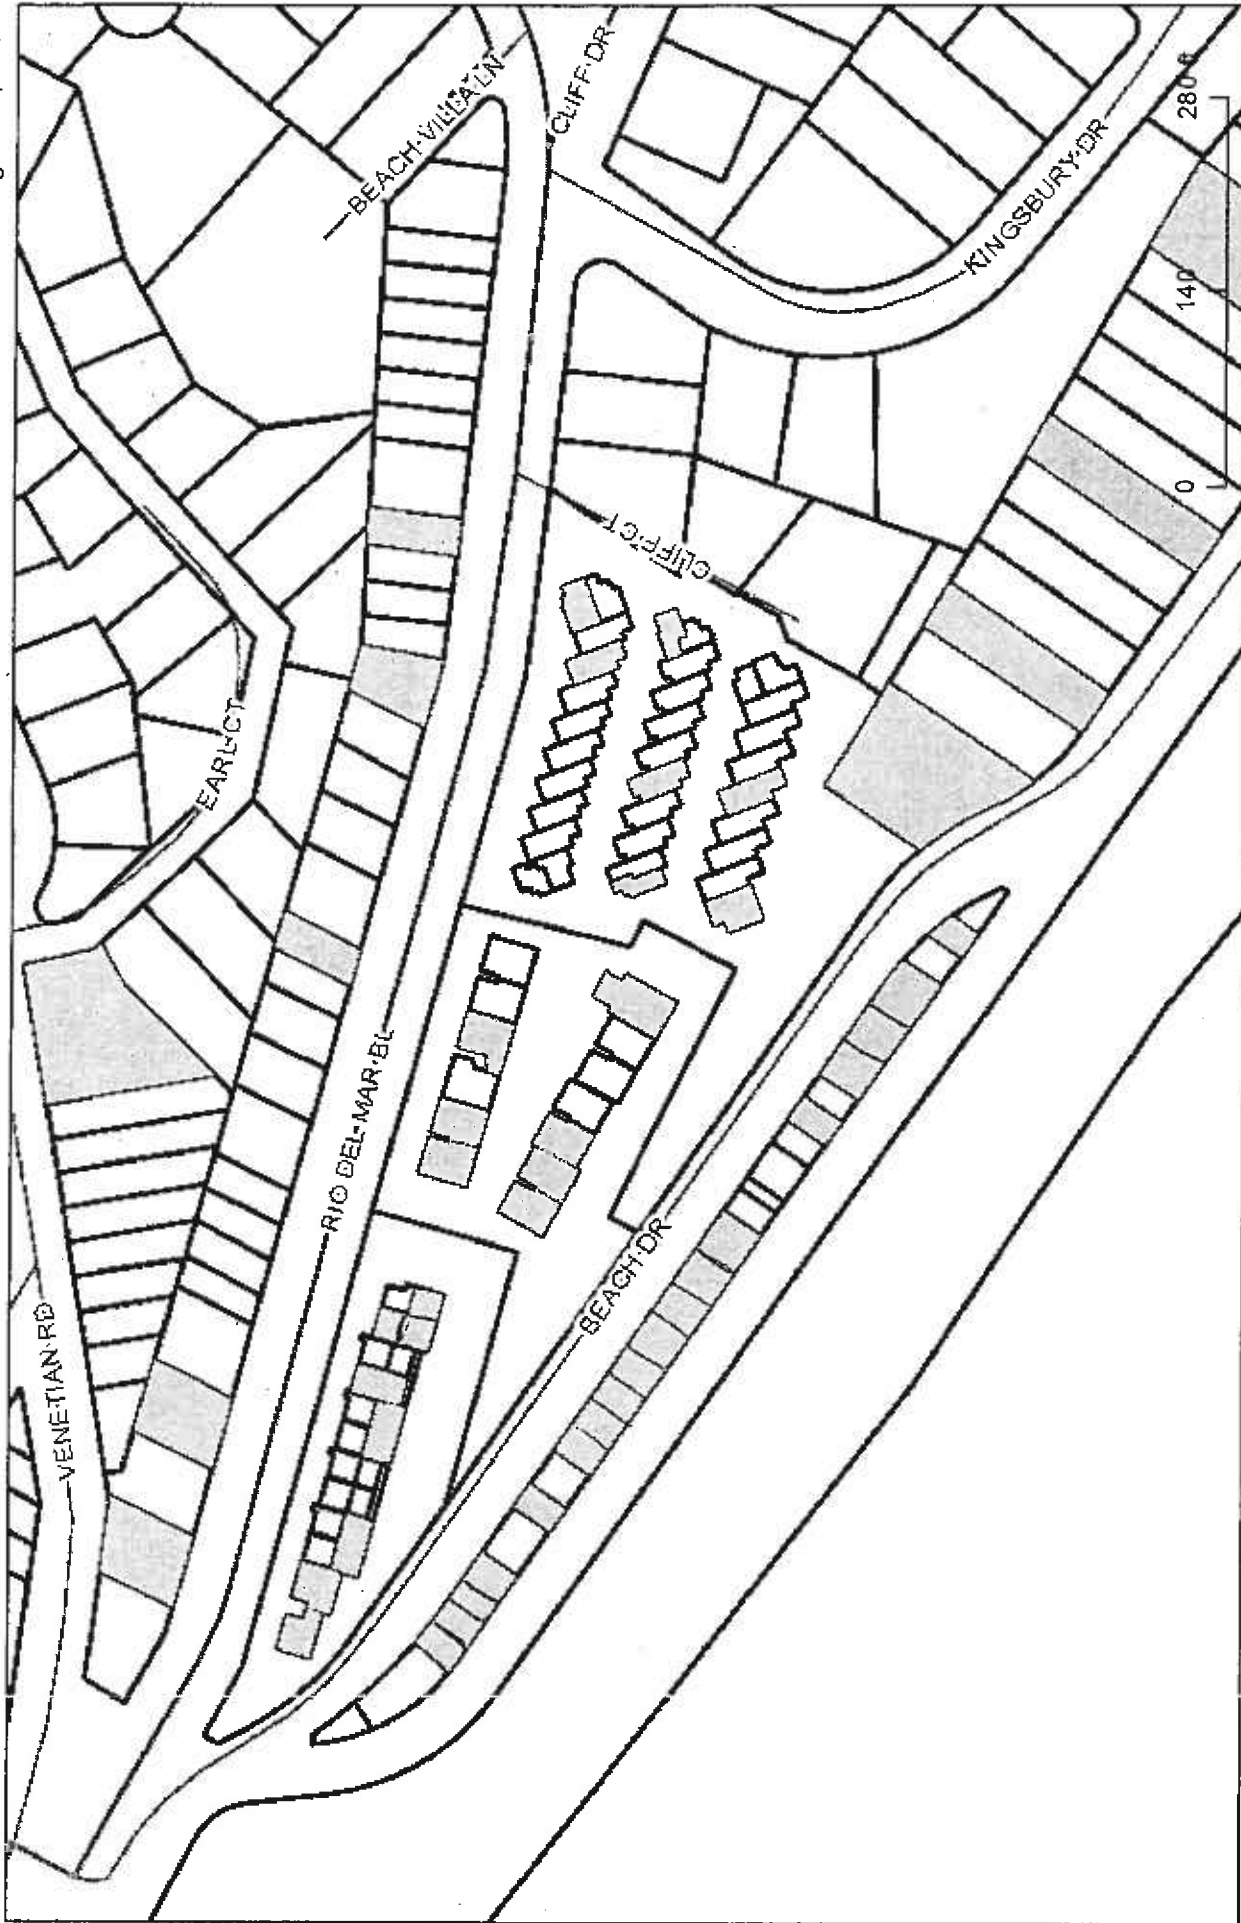 BEACH VILLA LN
CLIFF DR
KINGSBURY DR
CLIFF CT
EARL CT
RIO DEL MAR BL
VENETIAN RD
BEACH DR
0 140 280 ft